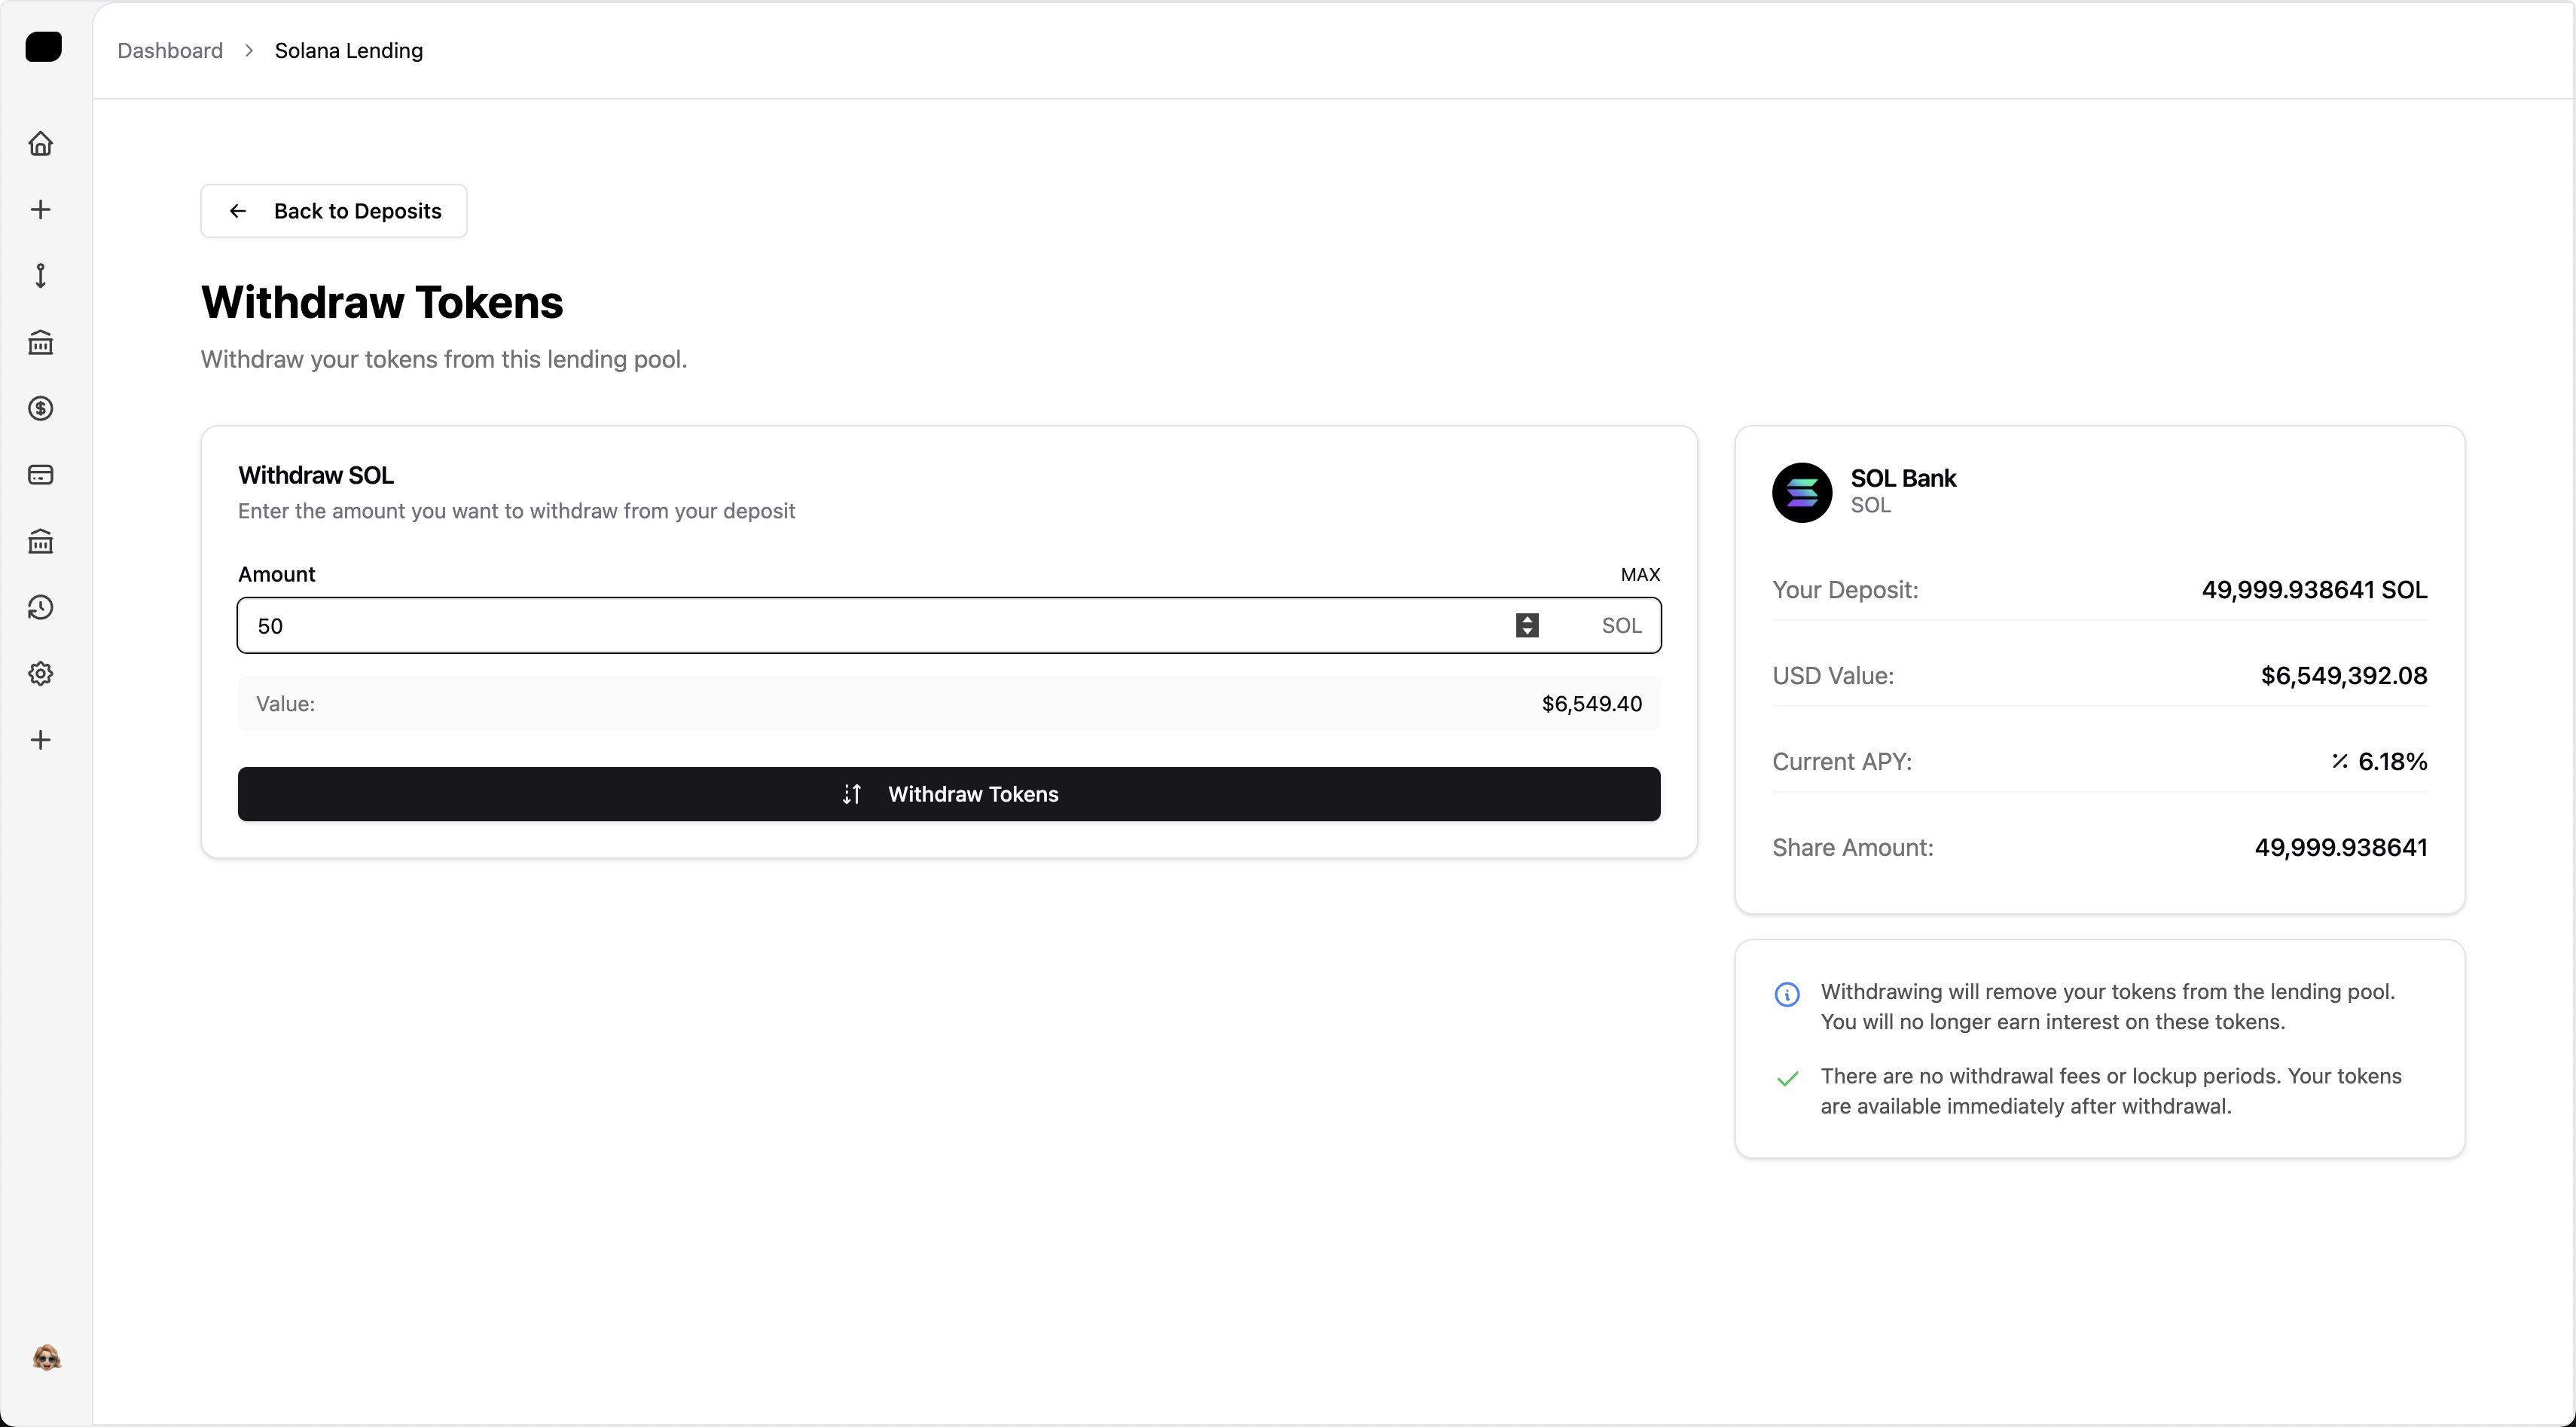 Dashboard > Solana Lending
Back to Deposits
Withdraw Tokens
Withdraw your tokens from this lending pool.
Withdraw SOL
Enter the amount you want to withdraw from your deposit
Amount MAX
50 SOL
Value: $6,549.40
Withdraw Tokens
SOL Bank
SOL
Your Deposit: 49,999.938641 SOL
USD Value: $6,549,392.08
Current APY: 6.18%
Share Amount: 49,999.938641
Withdrawing will remove your tokens from the lending pool.
You will no longer earn interest on these tokens.
There are no withdrawal fees or lockup periods. Your tokens
are available immediately after withdrawal.